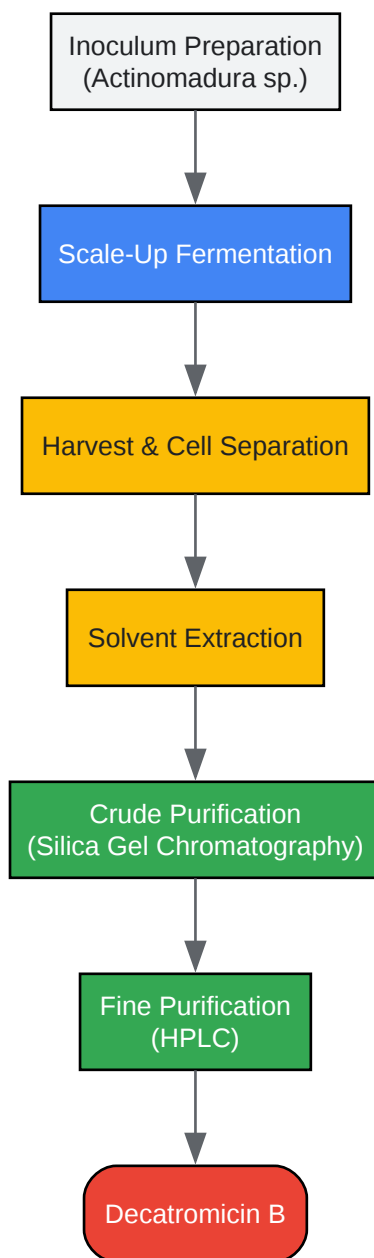 Inoculum Preparation
(Actinomadura sp.)
Scale-Up Fermentation
Harvest & Cell Separation
Solvent Extraction
Crude Purification
(Silica Gel Chromatography)
Fine Purification
(HPLC)
Decatromicin B